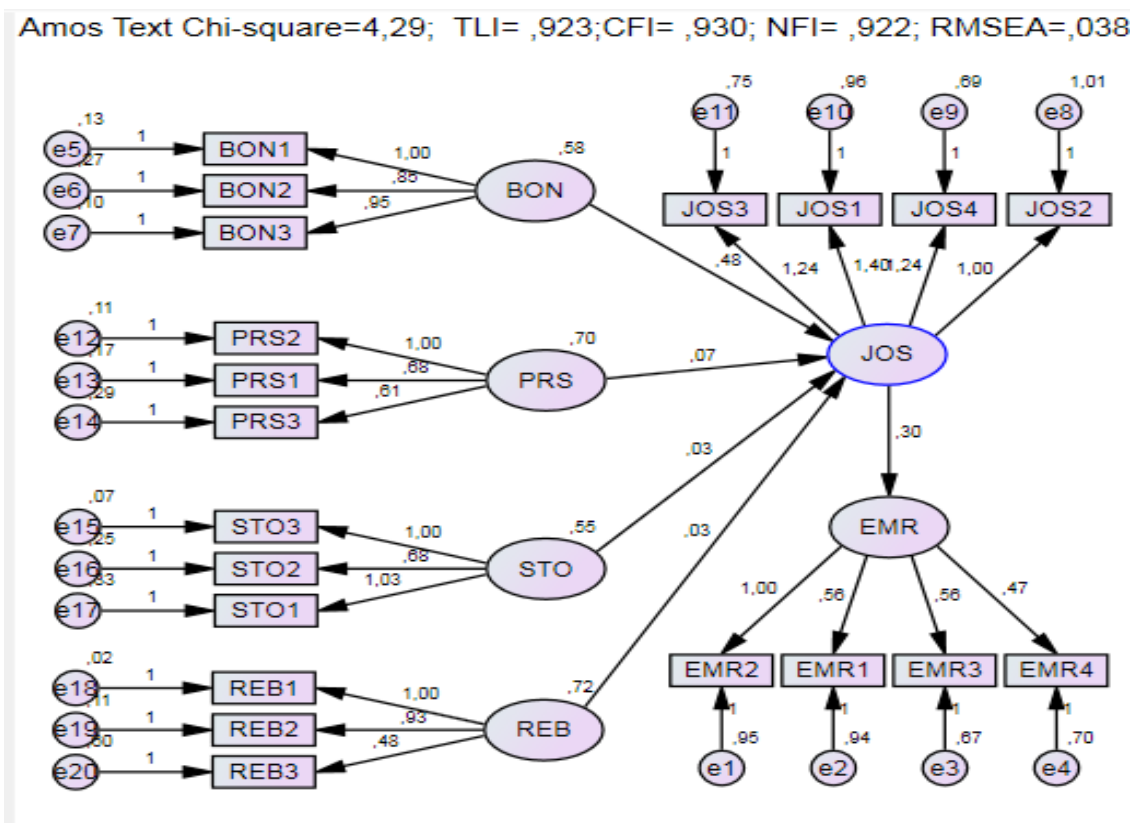 Amos Text Chi-square=4,29; TLI= ,923;CFI= ,930; NFI= ,922; RMSEA=,038
,75 ,96 ,69 1,01
e11 e10 e9 e8
1 1 1 1
JOS3 JOS1 JOS4 JOS2
1,24 1,40 1,24 1,00
,13
e5 1 BON1 1,00
,27
e6 1 BON2 ,85
,10
e7 1 BON3 ,95
,58
BON
,48
,11
e12 1 PRS2 1,00
,17
e13 1 PRS1 ,68
,29
e14 1 PRS3 ,61
,70
PRS
,07
JOS
,30
,07
e15 1 STO3 1,00
,25
e16 1 STO2 ,68
e17 1 STO1 1,03
,55
STO
,03
,02
e18 1 REB1 1,00
,11
e19 1 REB2 ,93
e20 1 REB3 ,48
,72
REB
,03
EMR
1,00 ,56 ,56 ,47
EMR2 EMR1 EMR3 EMR4
1 1 1 1
,95 ,94 ,67 ,70
e1 e2 e3 e4